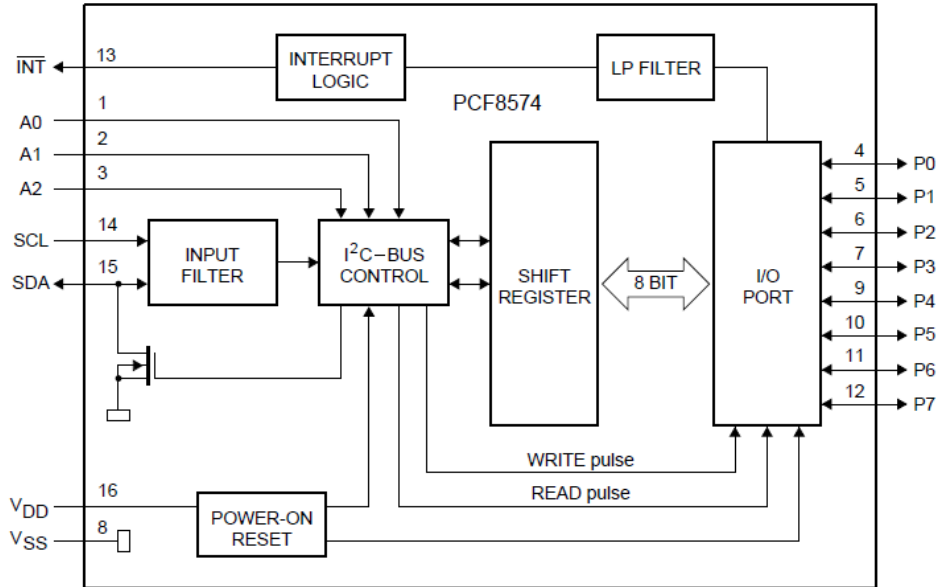 INT
13
INTERRUPT
LOGIC
LP FILTER
PCF8574
A0
1
A1
2
A2
3
SCL
14
SDA
15
INPUT
FILTER
I²C–BUS
CONTROL
SHIFT
REGISTER
8 BIT
I/O
PORT
4
P0
5
P1
6
P2
7
P3
9
P4
10
P5
11
P6
12
P7
WRITE pulse
READ pulse
VDD
16
VSS
8
POWER-ON
RESET